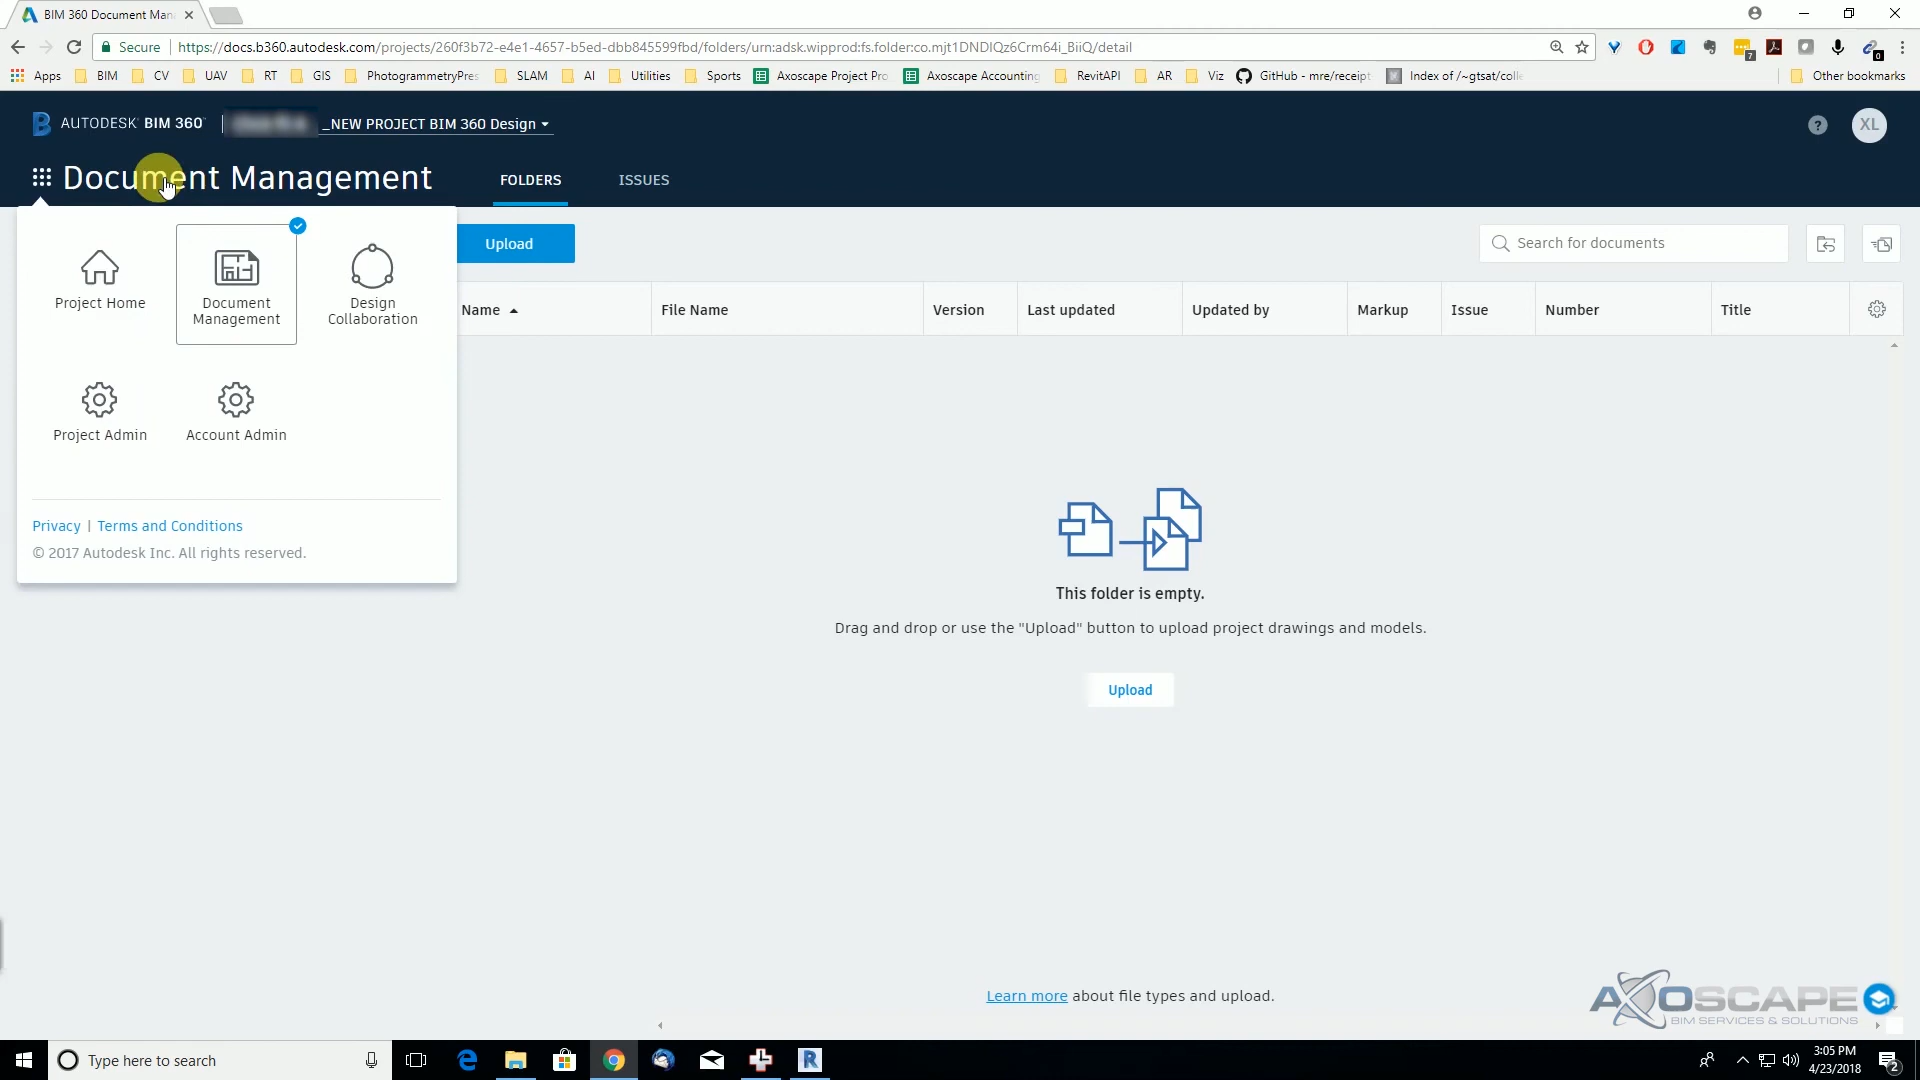 BIM 360 Document Man
Secure
https://docs.b360.autodesk.com/projects/260f3b72-e4e1-4657-b5ed-dbb845599fbd/folders/urn:adsk.wipprod:fs.folder:co.mjt1DNDIQz6Crm64i_BiiQ/detail
7
0
Apps BIM CV UAV RT GIS PhotogrammetryPres SLAM AI Utilities Sports Axoscape Project Pro Axoscape Accounting RevitAPI AR Viz GitHub - mre/receipt Index of /~gtsat/colle Other bookmarks
AUTODESK® BIM 360™ _NEW PROJECT BIM 360 Design
? XL
Document Management FOLDERS ISSUES
Project Home
Document
Management
Design
Collaboration
Project Admin
Account Admin
Privacy | Terms and Conditions
© 2017 Autodesk Inc. All rights reserved.
Upload
Search for documents
Name File Name Version Last updated Updated by Markup Issue Number Title
This folder is empty.
Drag and drop or use the "Upload" button to upload project drawings and models.
Upload
Learn more about file types and upload.
AXOSCAPE
BIM SERVICES & SOLUTIONS
Type here to search
3:05 PM
4/23/2018
2